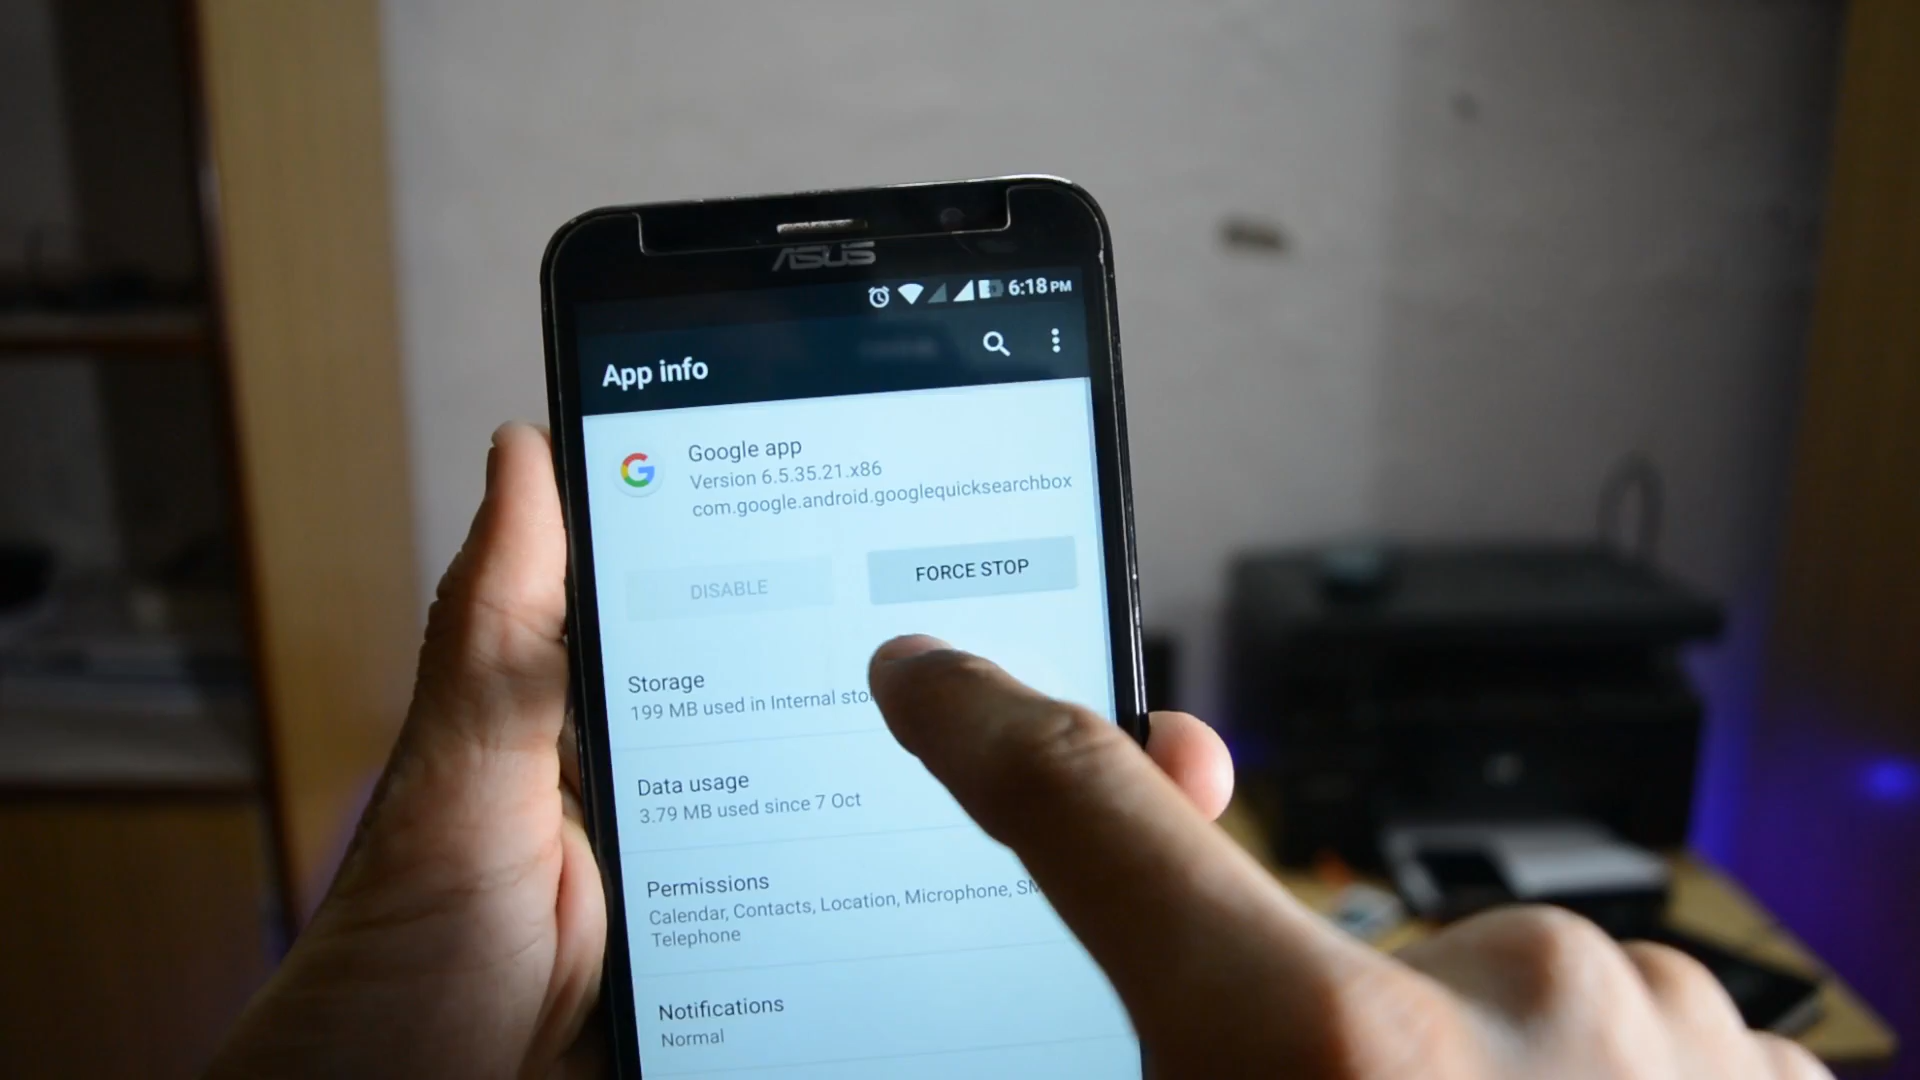 ASUS
6:18 PM
App info
Google app
Version 6.5.35.21.x86
com.google.android.googlequicksearchbox
DISABLE
FORCE STOP
Storage
199 MB used in Internal
Data usage
3.79 MB used since 7 Oct
Permissions
Calendar, Contacts, Location, Microphone,
Telephone
Notifications
Normal